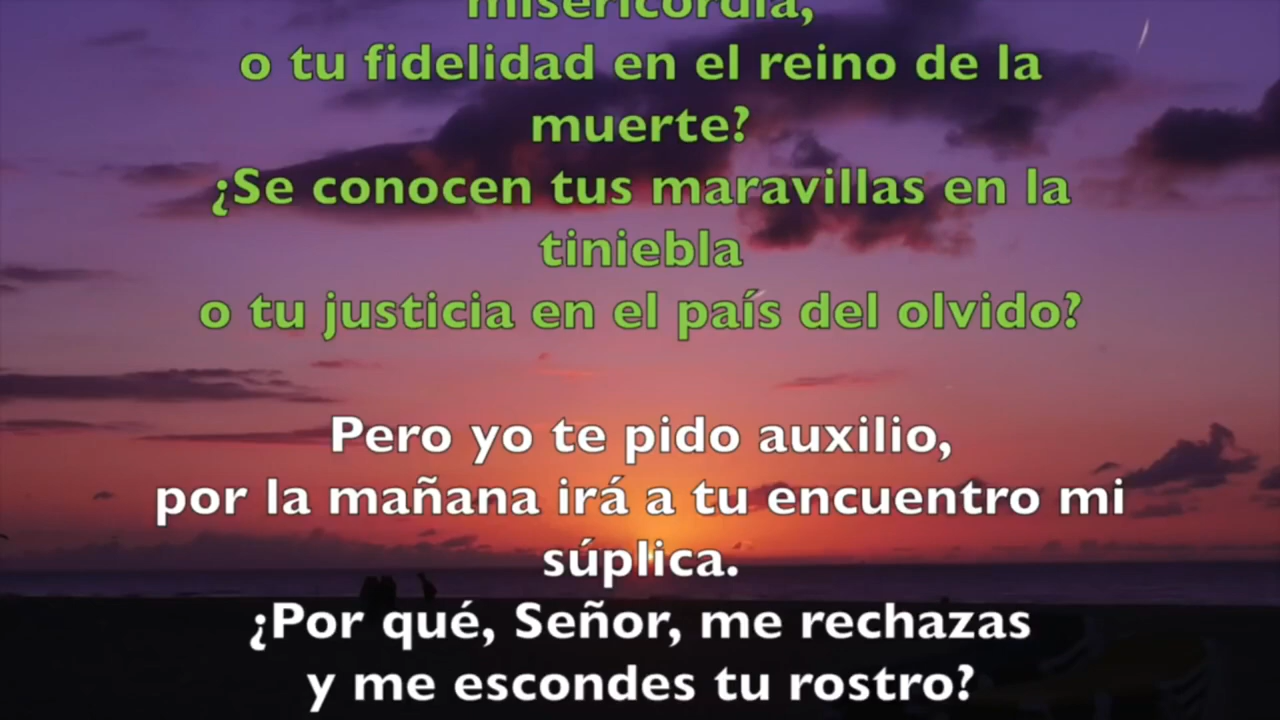 misericordia,
o tu fidelidad en el reino de la
muerte?
¿Se conocen tus maravillas en la
tiniebla
o tu justicia en el país del olvido?
Pero yo te pido auxilio,
por la mañana irá a tu encuentro mi
súplica.
¿Por qué, Señor, me rechazas
y me escondes tu rostro?